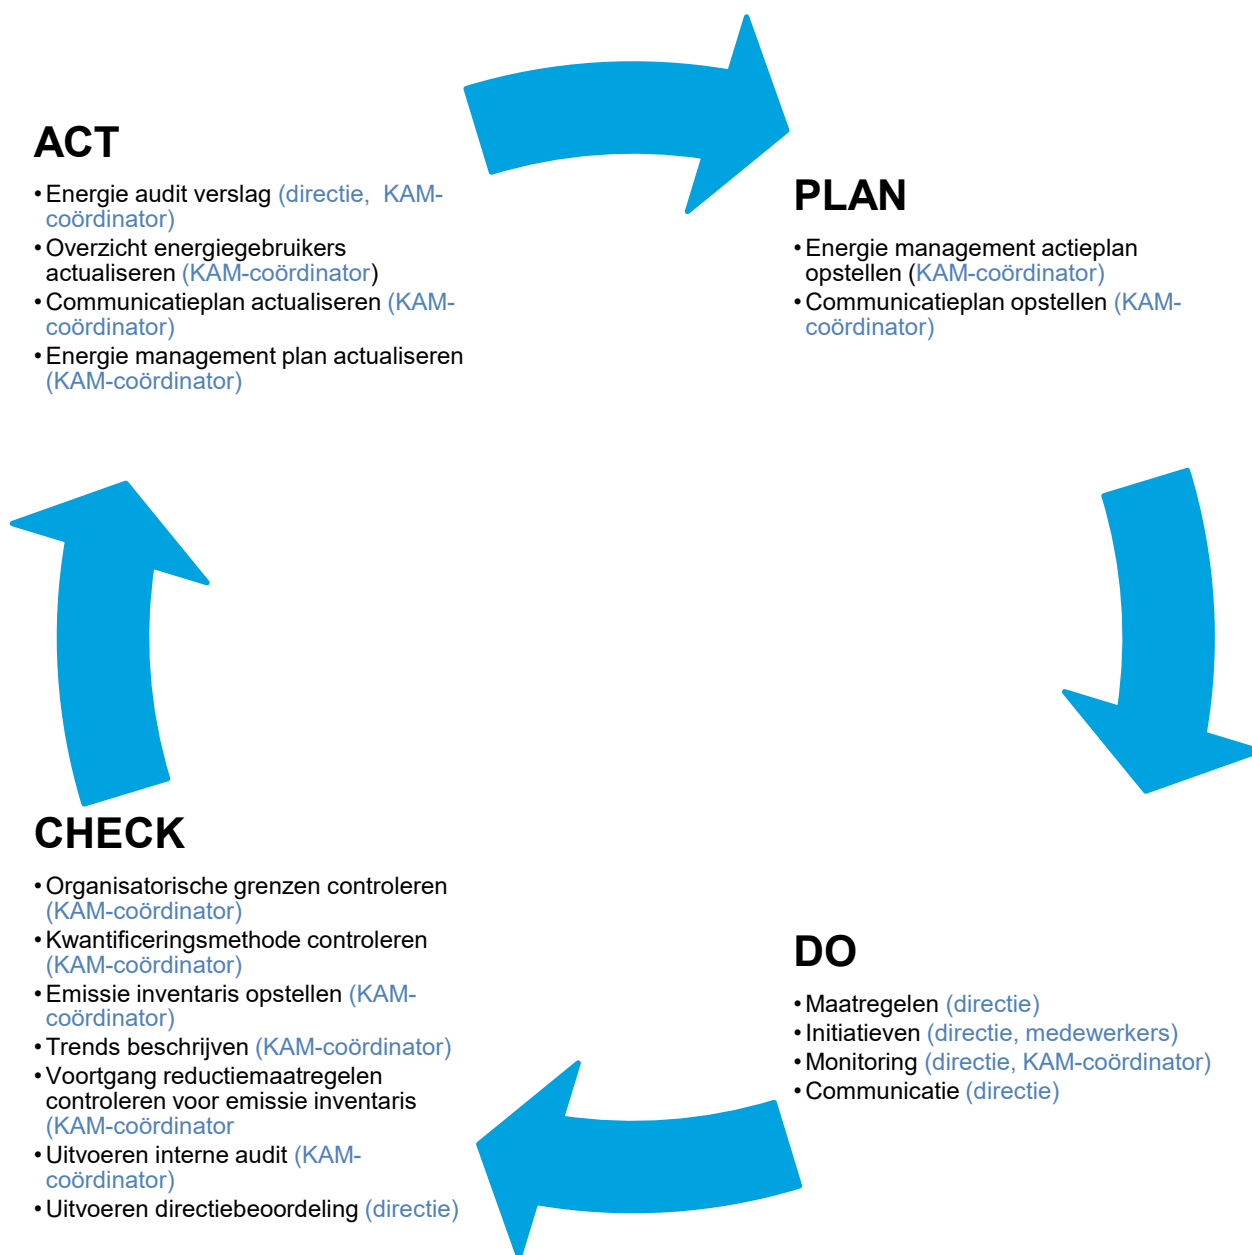 ACT
• Energie audit verslag (directie, KAM-
coördinator)
• Overzicht energiegebruikers
actualiseren (KAM-coördinator)
• Communicatieplan actualiseren (KAM-
coördinator)
• Energie management plan actualiseren
(KAM-coördinator)
PLAN
• Energie management actieplan
opstellen (KAM-coördinator)
• Communicatieplan opstellen (KAM-
coördinator)
CHECK
• Organisatorische grenzen controleren
(KAM-coördinator)
• Kwantificeringsmethode controleren
(KAM-coördinator)
• Emissie inventaris opstellen (KAM-
coördinator)
• Trends beschrijven (KAM-coördinator)
• Voortgang reductiemaatregelen
controleren voor emissie inventaris
(KAM-coördinator
• Uitvoeren interne audit (KAM-
coördinator)
• Uitvoeren directiebeoordeling (directie)
DO
• Maatregelen (directie)
• Initiatieven (directie, medewerkers)
• Monitoring (directie, KAM-coördinator)
• Communicatie (directie)